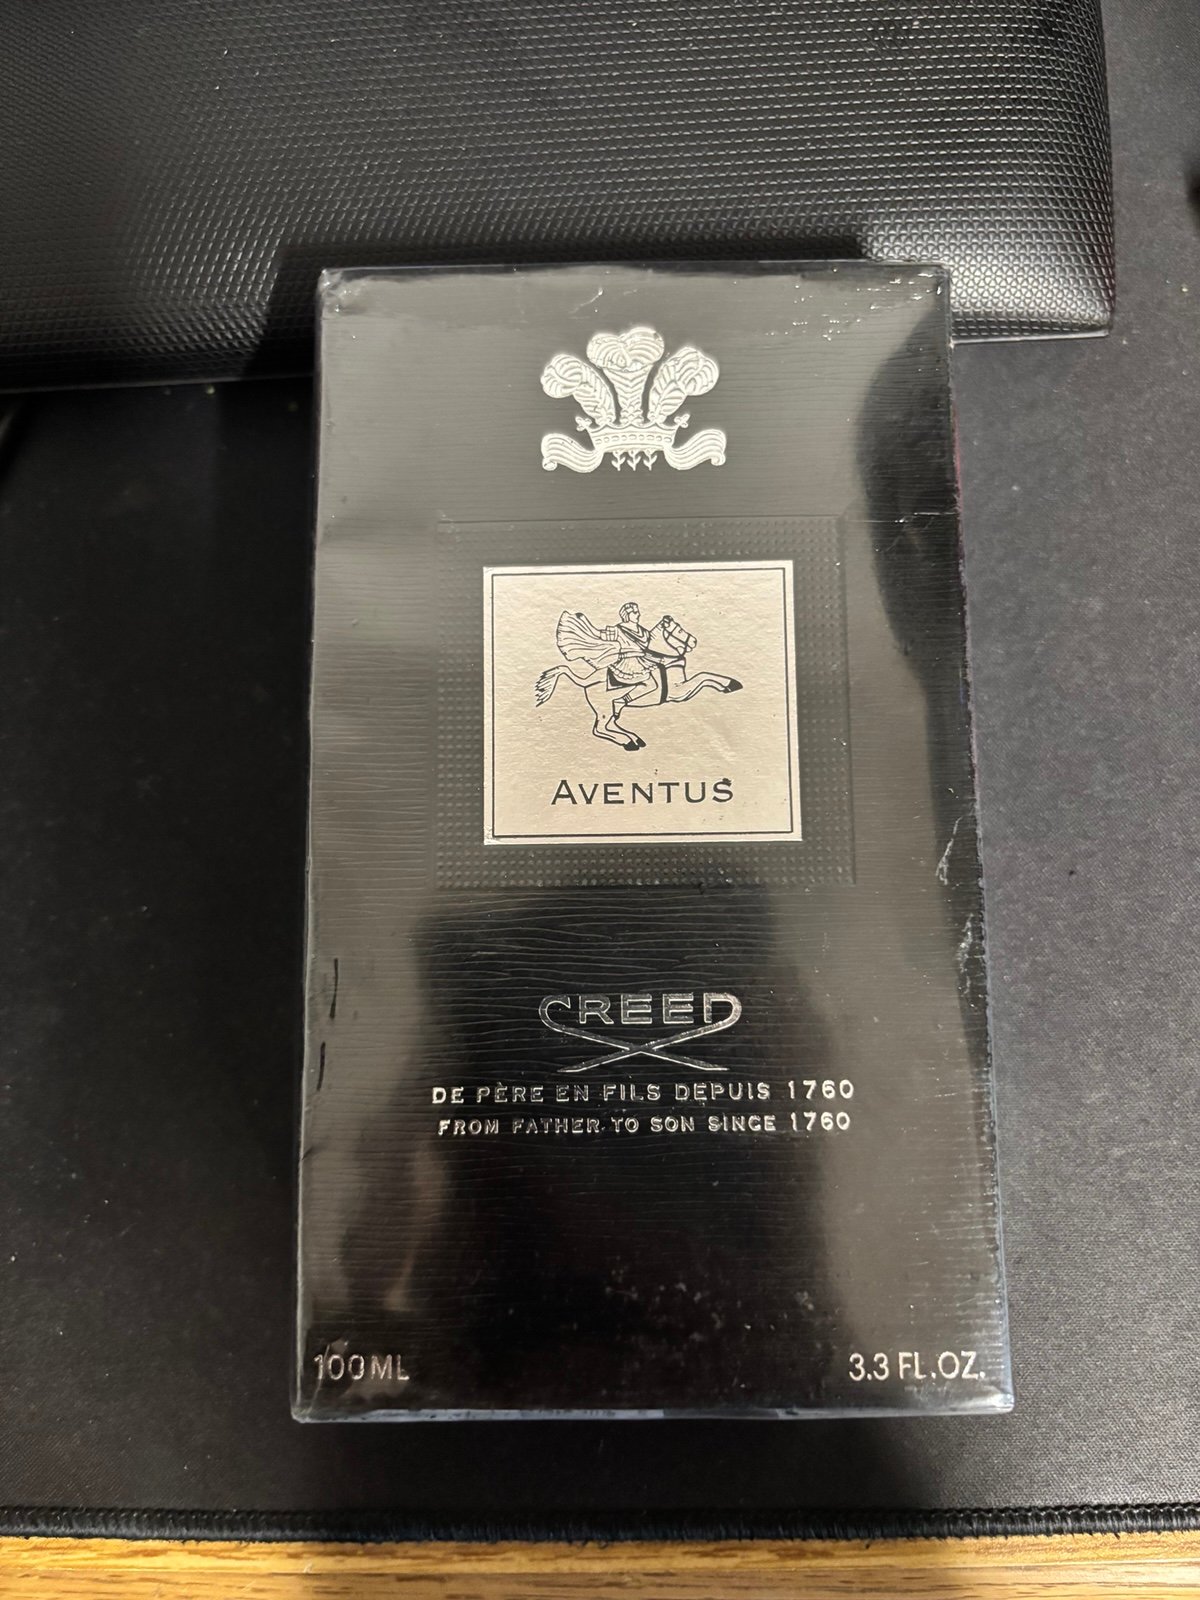 AVENTUS
CREED
DE PÈRE EN FILS DEPUIS 1760
FROM FATHER TO SON SINCE 1760
100ML
3.3 FL.OZ.